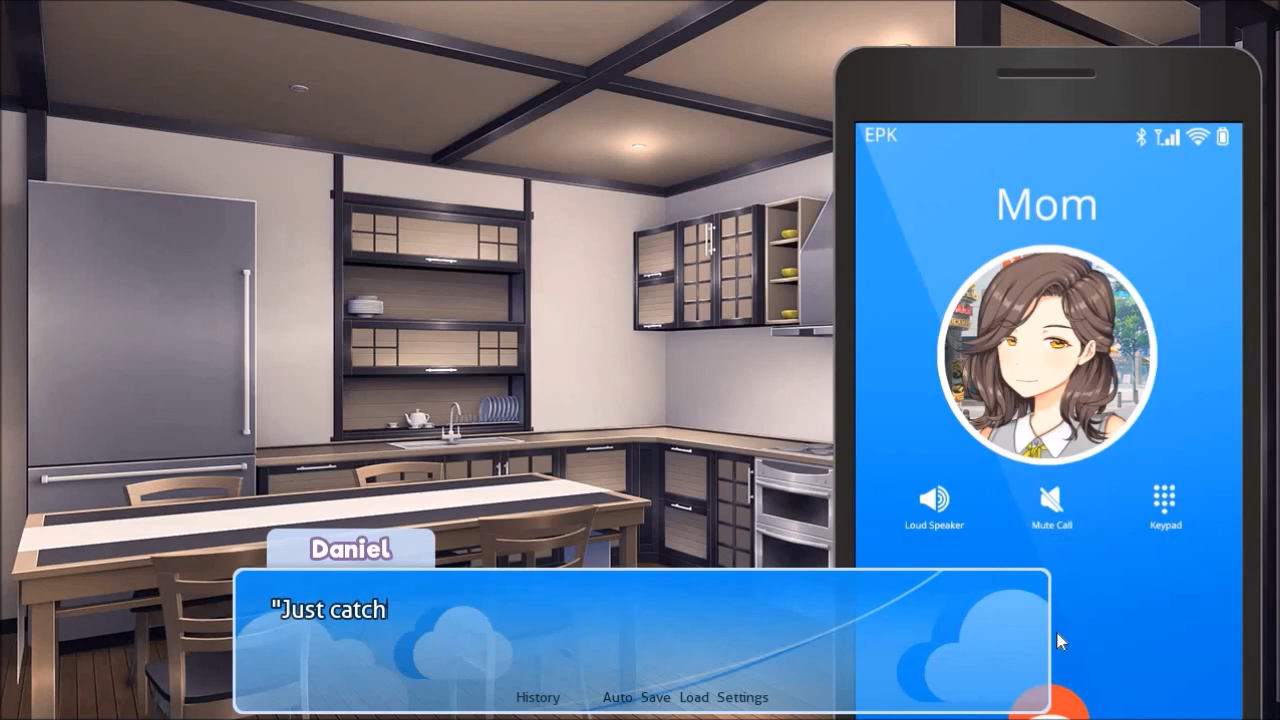 EPK
Mom
Loud Speaker Mute Call Keypad
Daniel
"Just catch
History Auto Save Load Settings